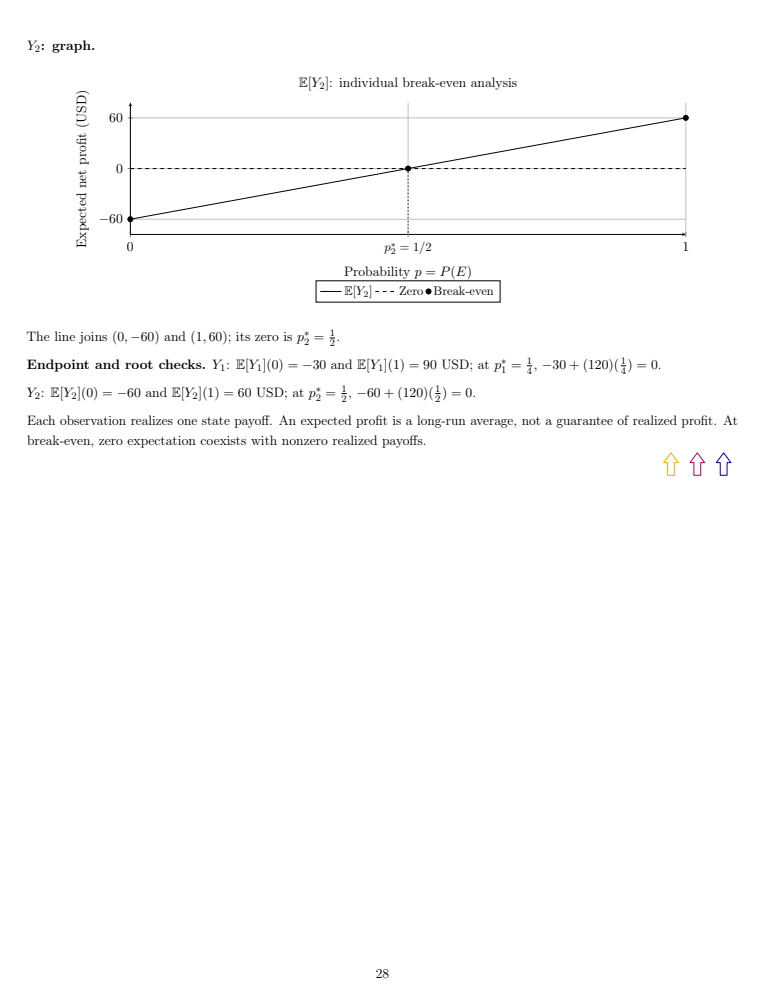 Y₂: graph.
𝔼[Y₂]: individual break-even analysis
Expected net profit (USD)
60
0
−60
0
p₂* = 1/2
1
Probability p = P(E)
𝔼[Y₂] Zero Break-even
The line joins (0, −60) and (1, 60); its zero is p₂* = 1/2.
Endpoint and root checks. Y₁: 𝔼[Y₁](0) = −30 and 𝔼[Y₁](1) = 90 USD; at p₁* = 1/4, −30 + (120)(1/4) = 0.
Y₂: 𝔼[Y₂](0) = −60 and 𝔼[Y₂](1) = 60 USD; at p₂* = 1/2, −60 + (120)(1/2) = 0.
Each observation realizes one state payoff. An expected profit is a long-run average, not a guarantee of realized profit. At
break-even, zero expectation coexists with nonzero realized payoffs.
28